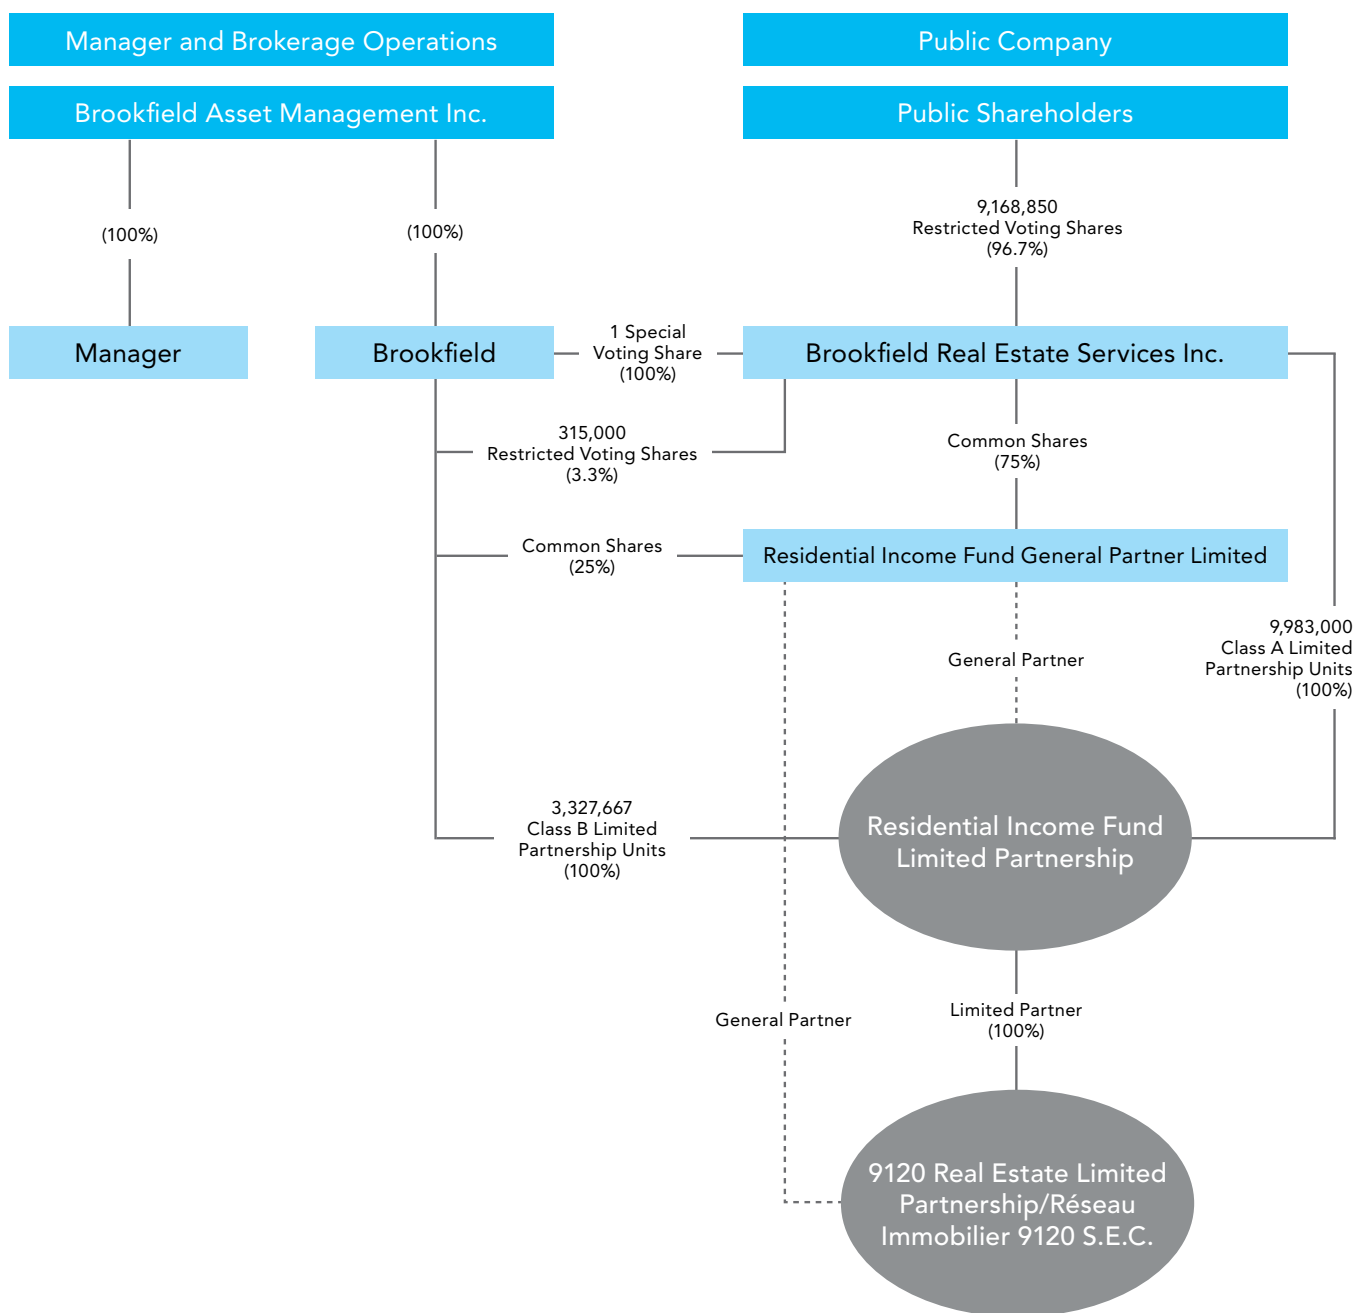 Manager and Brokerage Operations
Public Company
Brookfield Asset Management Inc.
Public Shareholders
(100%)
(100%)
9,168,850
Restricted Voting Shares
(96.7%)
Manager
Brookfield
1 Special
Voting Share
(100%)
Brookfield Real Estate Services Inc.
315,000
Restricted Voting Shares
(3.3%)
Common Shares
(75%)
Common Shares
(25%)
Residential Income Fund General Partner Limited
9,983,000
Class A Limited
Partnership Units
(100%)
General Partner
3,327,667
Class B Limited
Partnership Units
(100%)
Residential Income Fund
Limited Partnership
General Partner
Limited Partner
(100%)
9120 Real Estate Limited
Partnership/Réseau
Immobilier 9120 S.E.C.